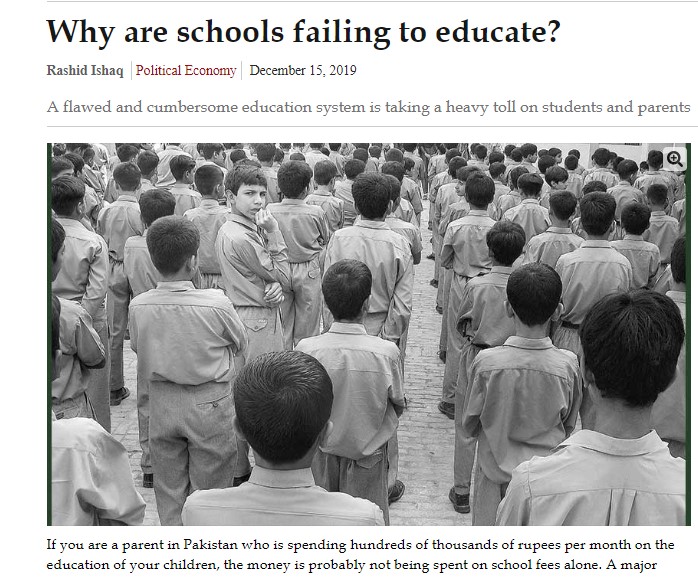 Why are schools failing to educate?
Rashid Ishaq Political Economy December 15, 2019
A flawed and cumbersome education system is taking a heavy toll on students and parents
If you are a parent in Pakistan who is spending hundreds of thousands of rupees per month on the
education of your children, the money is probably not being spent on school fees alone. A major